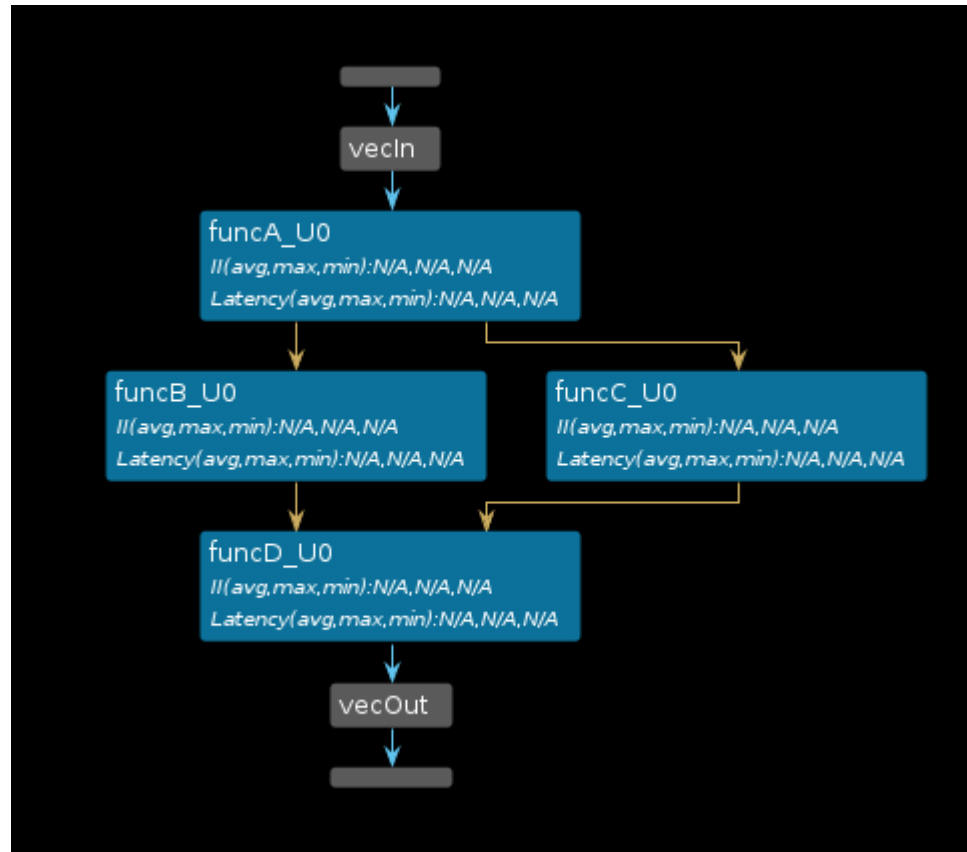 vecIn
funcA_U0
II(avg,max,min):N/A,N/A,N/A
Latency(avg,max,min):N/A,N/A,N/A
funcB_U0
II(avg,max,min):N/A,N/A,N/A
Latency(avg,max,min):N/A,N/A,N/A
funcC_U0
II(avg,max,min):N/A,N/A,N/A
Latency(avg,max,min):N/A,N/A,N/A
funcD_U0
II(avg,max,min):N/A,N/A,N/A
Latency(avg,max,min):N/A,N/A,N/A
vecOut